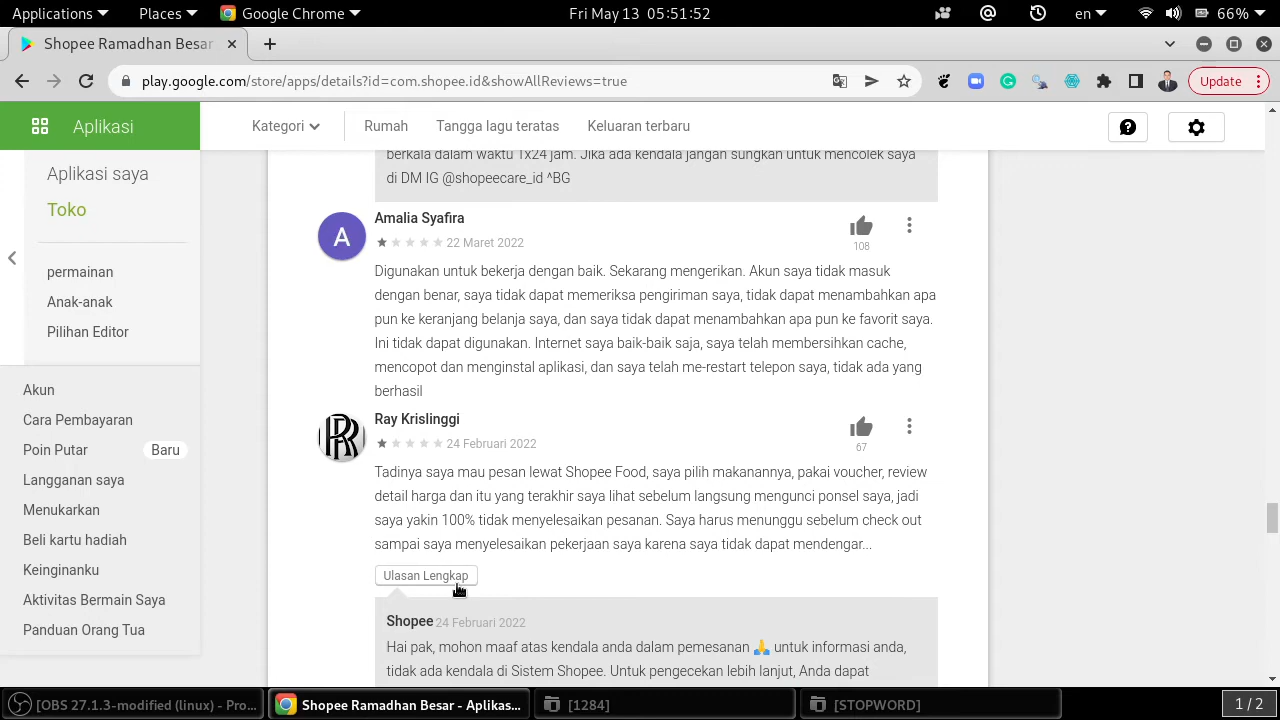 Applications Places Google Chrome Fri May 13 05:51:52 en 66%
Shopee Ramadhan Besar
play.google.com/store/apps/details?id=com.shopee.id&showAllReviews=true Update
Aplikasi Kategori Rumah Tangga lagu teratas Keluaran terbaru
Aplikasi saya
Toko
permainan
Anak-anak
Pilihan Editor
Akun
Cara Pembayaran
Poin Putar Baru
Langganan saya
Menukarkan
Beli kartu hadiah
Keinginanku
Aktivitas Bermain Saya
Panduan Orang Tua
berkala dalam waktu 1x24 jam. Jika ada kendala jangan sungkan untuk mencolek saya
di DM IG @shopeecare_id ^BG
A
Amalia Syafira
22 Maret 2022
108
Digunakan untuk bekerja dengan baik. Sekarang mengerikan. Akun saya tidak masuk
dengan benar, saya tidak dapat memeriksa pengiriman saya, tidak dapat menambahkan apa
pun ke keranjang belanja saya, dan saya tidak dapat menambahkan apa pun ke favorit saya.
Ini tidak dapat digunakan. Internet saya baik-baik saja, saya telah membersihkan cache,
mencopot dan menginstal aplikasi, dan saya telah me-restart telepon saya, tidak ada yang
berhasil
Ray Krislinggi
24 Februari 2022
67
Tadinya saya mau pesan lewat Shopee Food, saya pilih makanannya, pakai voucher, review
detail harga dan itu yang terakhir saya lihat sebelum langsung mengunci ponsel saya, jadi
saya yakin 100% tidak menyelesaikan pesanan. Saya harus menunggu sebelum check out
sampai saya menyelesaikan pekerjaan saya karena saya tidak dapat mendengar...
Ulasan Lengkap
Shopee 24 Februari 2022
Hai pak, mohon maaf atas kendala anda dalam pemesanan 🙏 untuk informasi anda,
tidak ada kendala di Sistem Shopee. Untuk pengecekan lebih lanjut, Anda dapat
[OBS 27.1.3-modified (linux) - Pro... Shopee Ramadhan Besar - Aplikas... [1284] [STOPWORD] 1 / 2